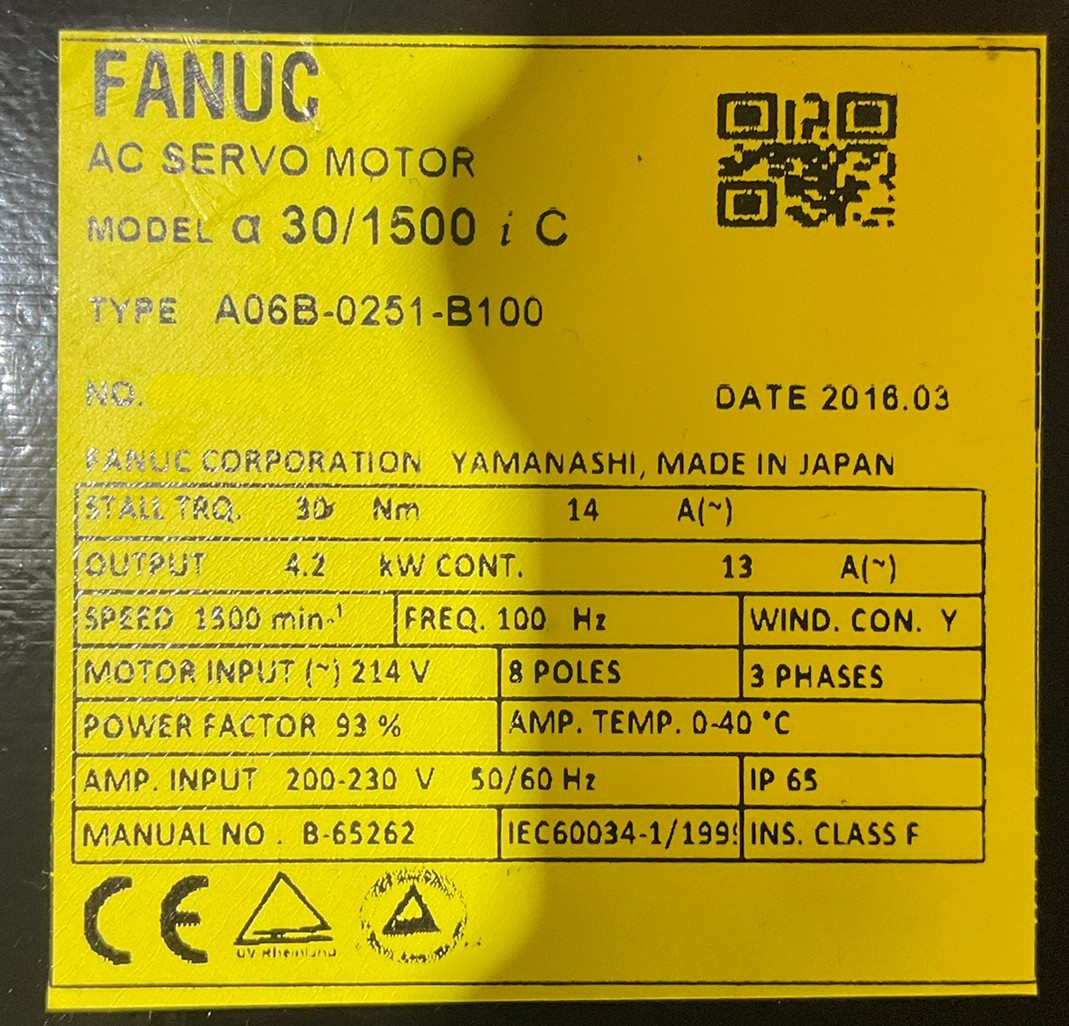 FANUC
AC SERVO MOTOR
MODEL α 30/1500 i C
TYPE A06B-0251-B100
NO.
DATE 2016.03
FANUC CORPORATION YAMANASHI, MADE IN JAPAN
STALL TRQ. 30 Nm 14 A(~)
OUTPUT 4.2 kW CONT. 13 A(~)
SPEED 1500 min-¹ FREQ. 100 Hz WIND. CON. Y
MOTOR INPUT (~) 214 V 8 POLES 3 PHASES
POWER FACTOR 93 % AMP. TEMP. 0-40 °C
AMP. INPUT 200-230 V 50/60 Hz IP 65
MANUAL NO. B-65262 IEC60034-1/199 INS. CLASS F
CE